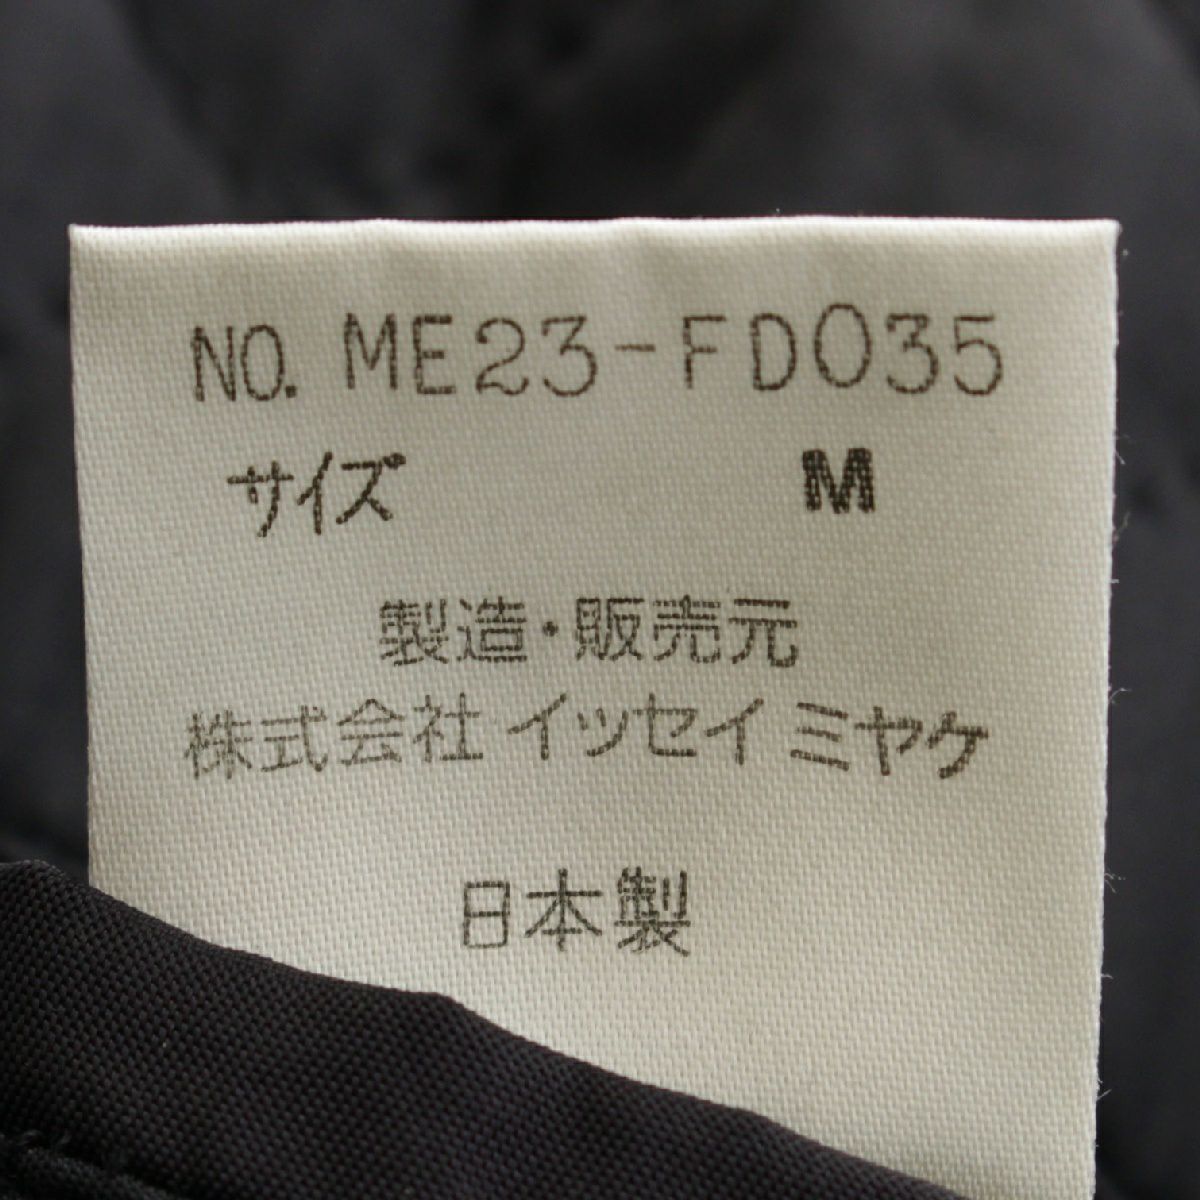 NO. ME23-FD035
サイズ M
製造・販売元
株式会社 イッセイ ミヤケ
日本製